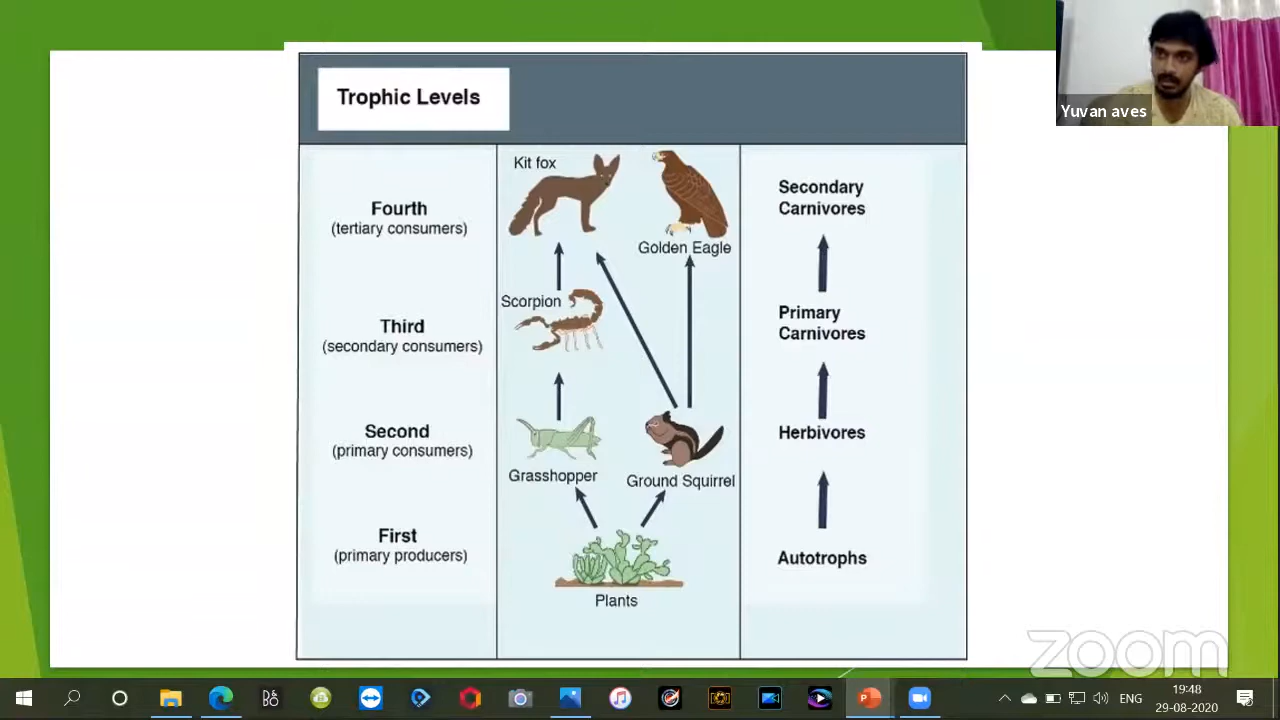 Trophic Levels
Yuvan aves
Kit fox
Fourth
(tertiary consumers)
Golden Eagle
Secondary
Carnivores
Scorpion
Third
(secondary consumers)
Primary
Carnivores
Second
(primary consumers)
Grasshopper
Ground Squirrel
Herbivores
First
(primary producers)
Plants
Autotrophs
zoom
ENG
19:48
29-08-2020